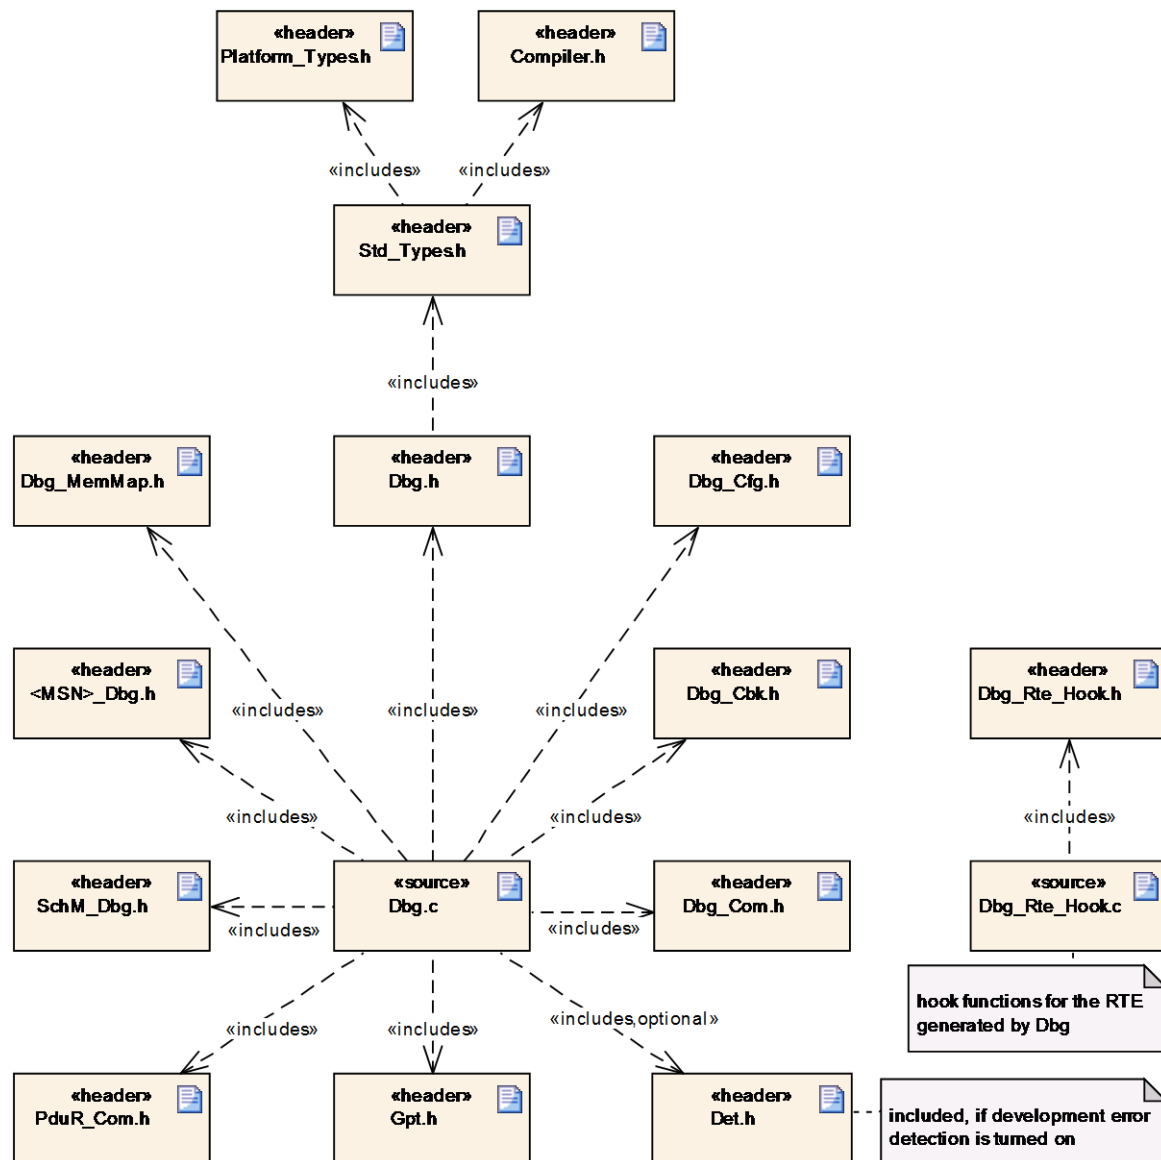 «header» «header»
Platform_Types.h Compiler.h
«includes» «includes»
«header»
Std_Types.h
«includes»
«header» «header» «header»
Dbg_MemMap.h Dbg.h Dbg_Cfg.h
«header» «header» «header»
<MSN>_Dbg.h Dbg_Cbk.h Dbg_Rte_Hook.h
«includes» «includes» «includes»
«includes» «includes» «includes»
«header» «source» «header» «source»
SchM_Dbg.h Dbg.c Dbg_Com.h Dbg_Rte_Hook.c
«includes» «includes»
hook functions for the RTE
generated by Dbg
«includes» «includes» «includes,optional»
«header» «header» «header»
PduR_Com.h Gpt.h Det.h
included, if development error
detection is turned on